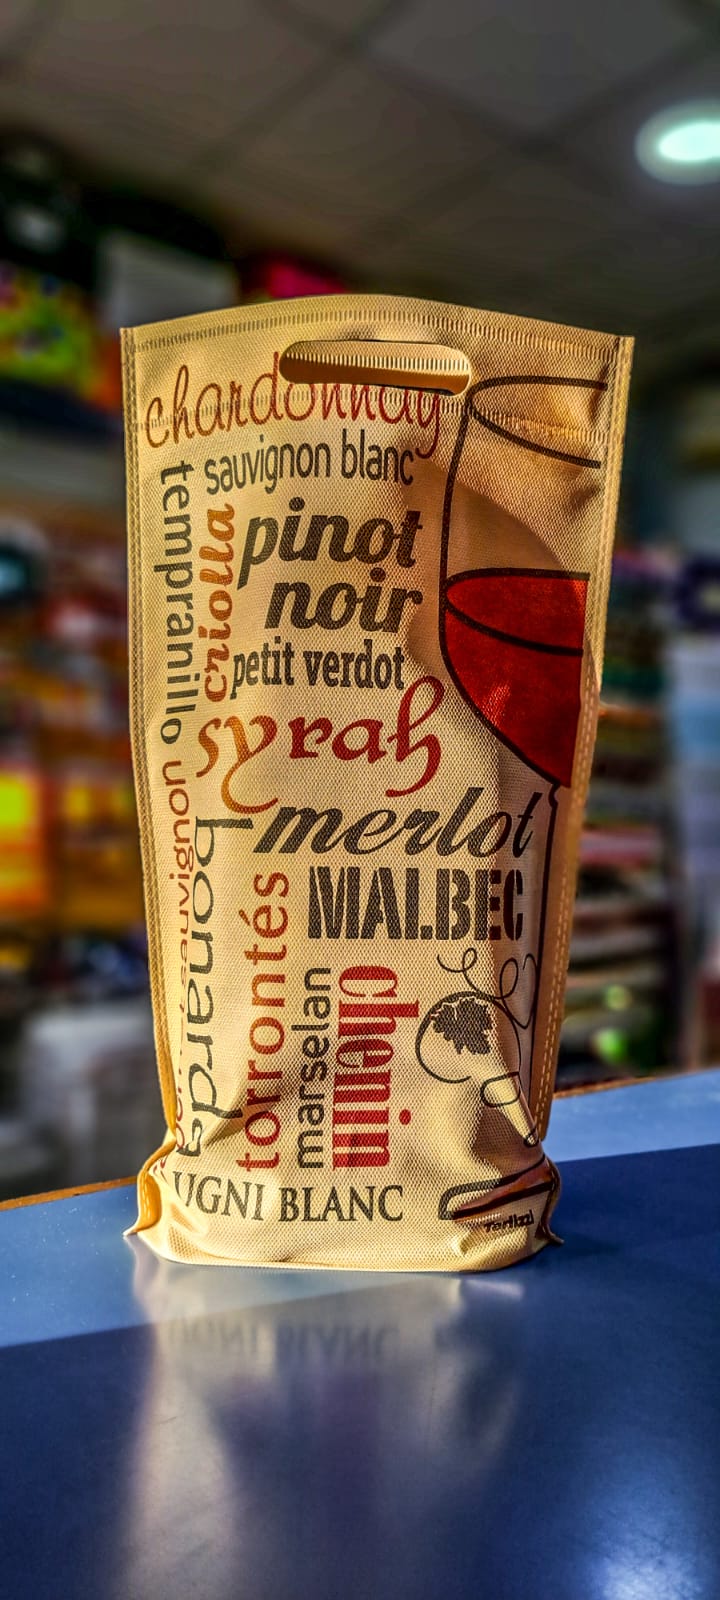 chardonnay
sauvignon blanc
tempranillo
criolla
pinot
noir
petit verdot
syrah
merlot
sauvignon
bonarda
MALBEC
torrontés
marselan
chenin
UGNI BLANC